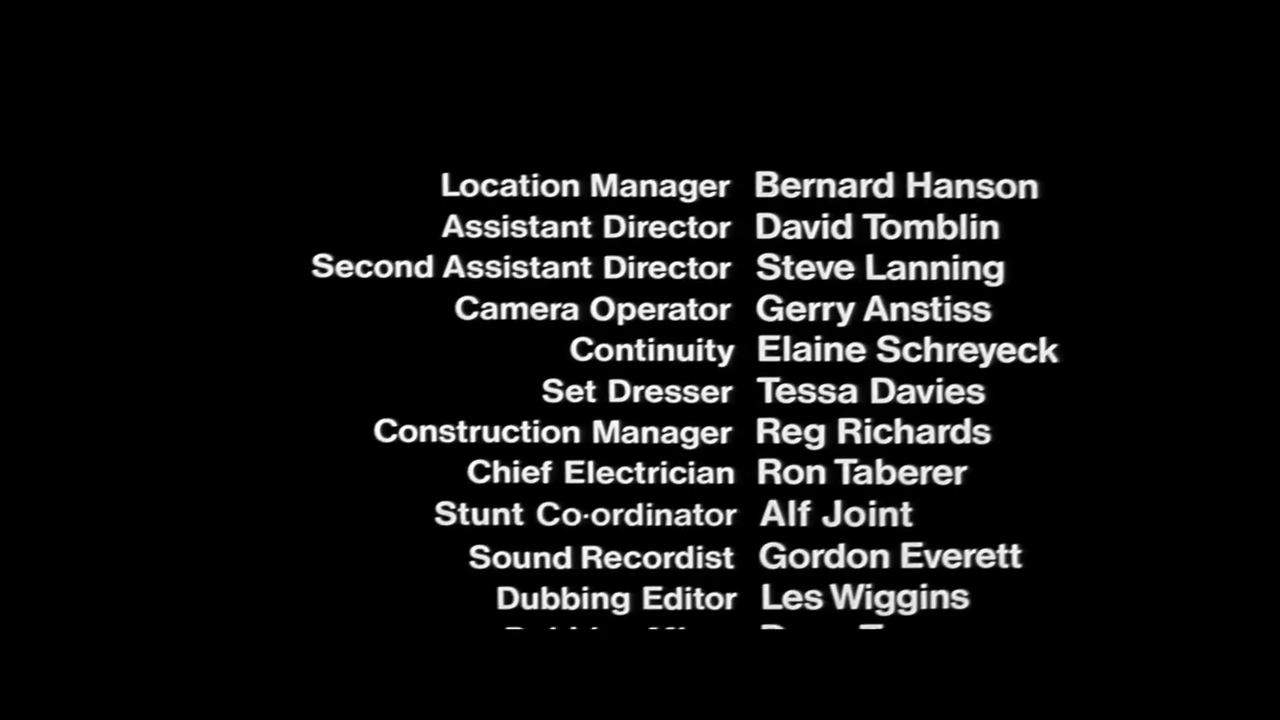 Location Manager Bernard Hanson
Assistant Director David Tomblin
Second Assistant Director Steve Lanning
Camera Operator Gerry Anstiss
Continuity Elaine Schreyeck
Set Dresser Tessa Davies
Construction Manager Reg Richards
Chief Electrician Ron Taberer
Stunt Co·ordinator Alf Joint
Sound Recordist Gordon Everett
Dubbing Editor Les Wiggins